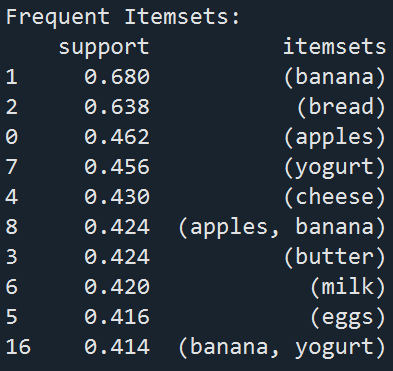 Frequent Itemsets:
support itemsets
1 0.680 (banana)
2 0.638 (bread)
0 0.462 (apples)
7 0.456 (yogurt)
4 0.430 (cheese)
8 0.424 (apples, banana)
3 0.424 (butter)
6 0.420 (milk)
5 0.416 (eggs)
16 0.414 (banana, yogurt)